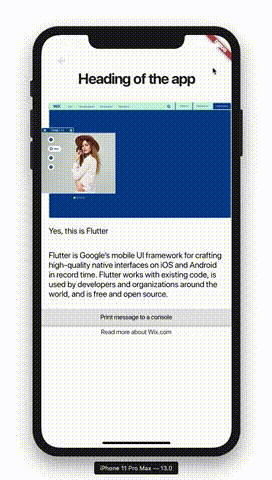 Heading of the app
WIX
Yes, this is Flutter
Flutter is Google's mobile UI framework for crafting
high-quality native interfaces on iOS and Android
in record time. Flutter works with existing code, is
used by developers and organizations around the
world, and is free and open source.
Print message to a console
Read more about Wix.com
iPhone 11 Pro Max — 13.0